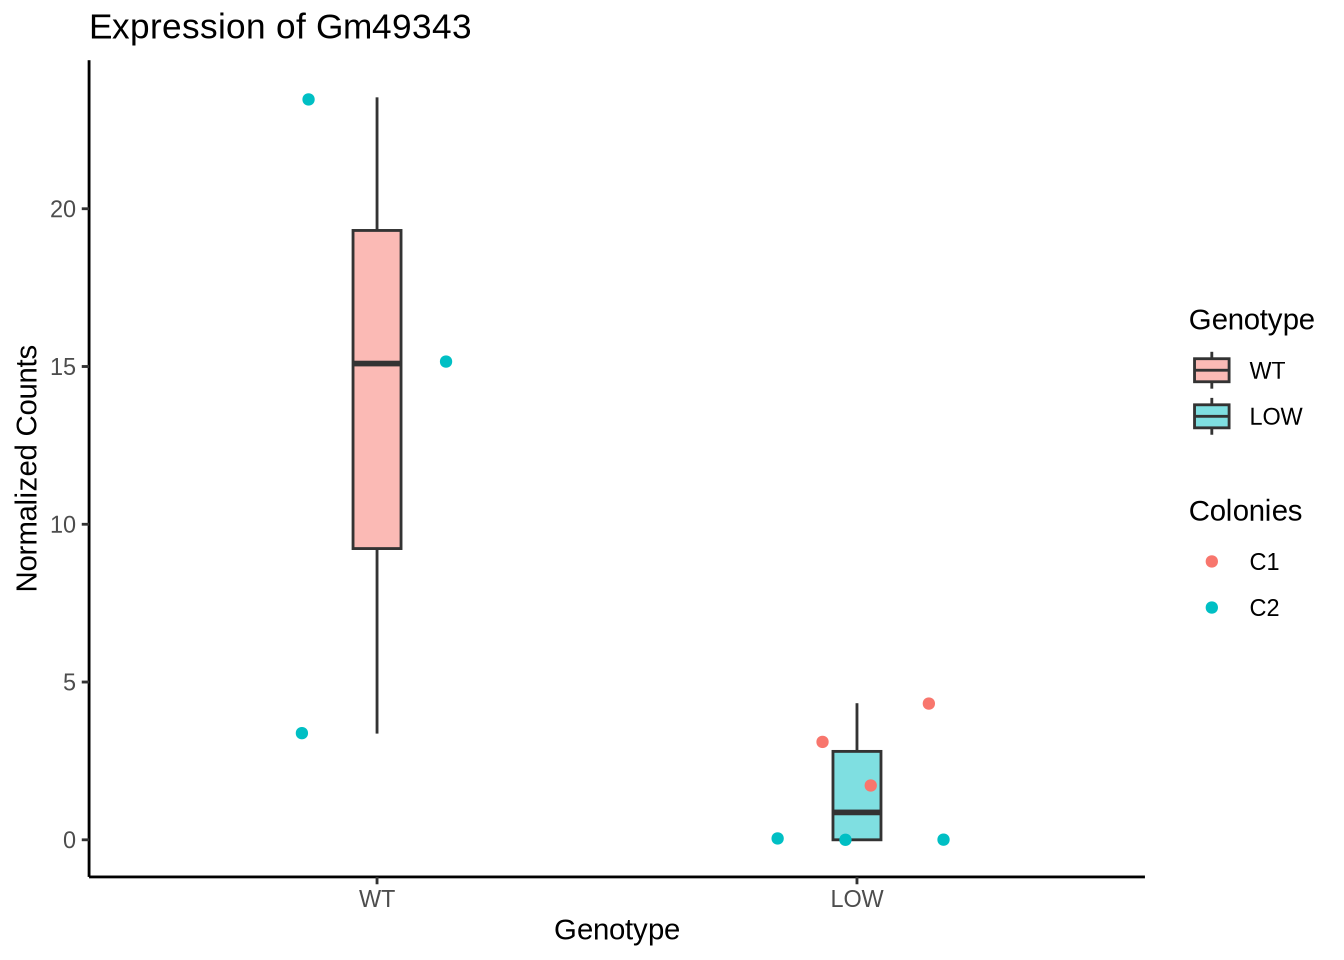 Expression of Gm49343
Normalized Counts
20
15
10
5
0
WT
LOW
Genotype
Genotype
WT
LOW
Colonies
C1
C2